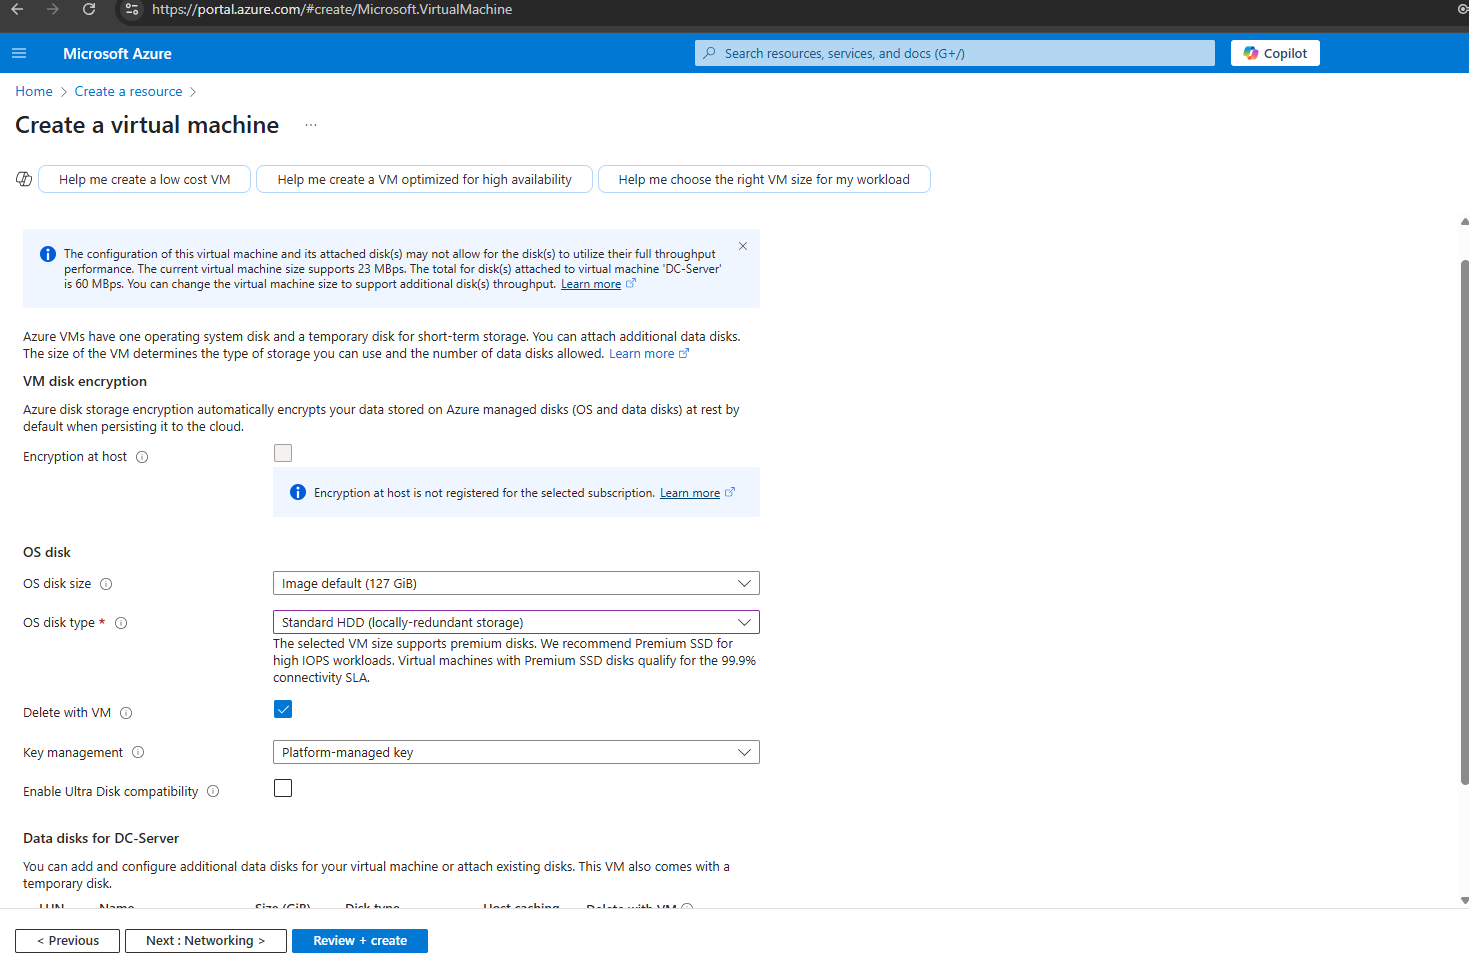 https://portal.azure.com/#create/Microsoft.VirtualMachine
Microsoft Azure
Search resources, services, and docs (G+/)
Copilot
Home > Create a resource >
Create a virtual machine ...
Help me create a low cost VM
Help me create a VM optimized for high availability
Help me choose the right VM size for my workload
The configuration of this virtual machine and its attached disk(s) may not allow for the disk(s) to utilize their full throughput
performance. The current virtual machine size supports 23 MBps. The total for disk(s) attached to virtual machine 'DC-Server'
is 60 MBps. You can change the virtual machine size to support additional disk(s) throughput. Learn more
Azure VMs have one operating system disk and a temporary disk for short-term storage. You can attach additional data disks.
The size of the VM determines the type of storage you can use and the number of data disks allowed. Learn more
VM disk encryption
Azure disk storage encryption automatically encrypts your data stored on Azure managed disks (OS and data disks) at rest by
default when persisting it to the cloud.
Encryption at host
Encryption at host is not registered for the selected subscription. Learn more
OS disk
OS disk size
Image default (127 GiB)
OS disk type *
Standard HDD (locally-redundant storage)
The selected VM size supports premium disks. We recommend Premium SSD for
high IOPS workloads. Virtual machines with Premium SSD disks qualify for the 99.9%
connectivity SLA.
Delete with VM
Key management
Platform-managed key
Enable Ultra Disk compatibility
Data disks for DC-Server
You can add and configure additional data disks for your virtual machine or attach existing disks. This VM also comes with a
temporary disk.
LUN Name Size (GiB) Disk type Host caching Delete with VM
< Previous
Next : Networking >
Review + create